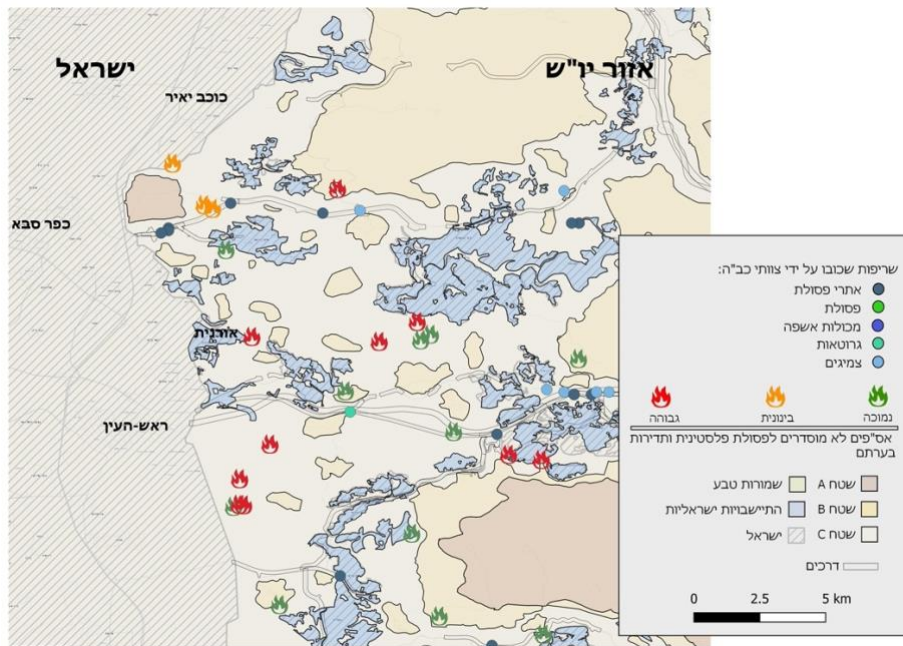 ישראל
אזור יו"ש
כוכב יאיר
כפר סבא
אורנית
ראש-העין
שריפות שכובו על ידי צוותי כב"ה:
אתרי פסולת
פסולת
מכולות אשפה
גרוטאות
צמיגים
גבוהה
בינונית
נמוכה
אס"פים לא מוסדרים לפסולת פלסטינית ותדירות
בערתם
שטח A
שמורות טבע
שטח B
התיישבויות ישראליות
שטח C
ישראל
דרכים
0 2.5 5 km